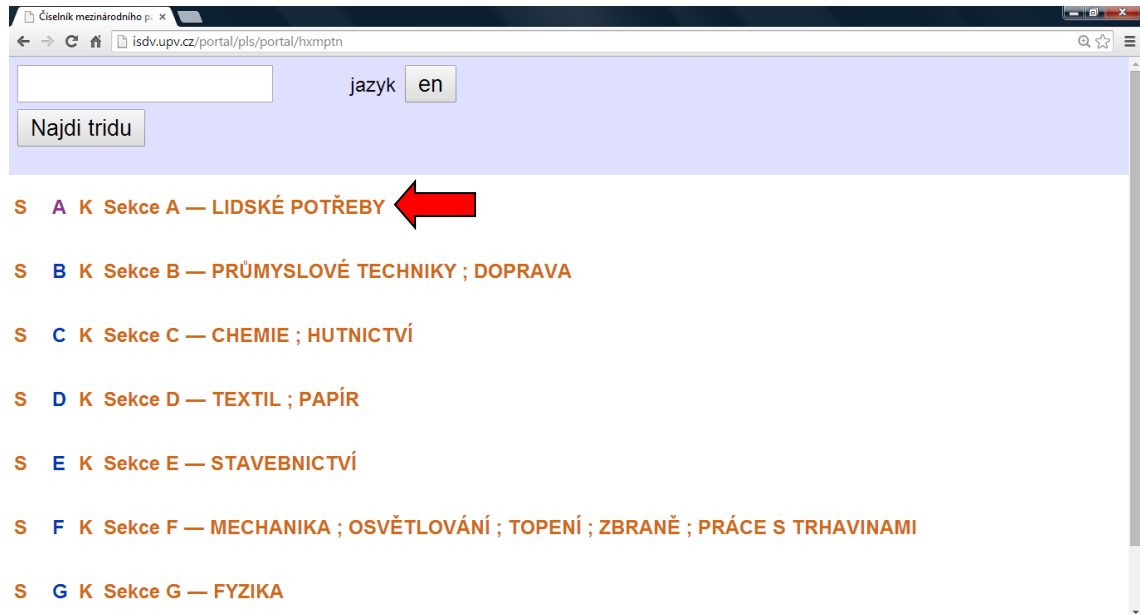 Číselník mezinárodního pa
isdv.upv.cz/portal/pls/portal/hxmptn
jazyk en
Najdi tridu
S A K Sekce A — LIDSKÉ POTŘEBY
S B K Sekce B — PRŮMYSLOVÉ TECHNIKY ; DOPRAVA
S C K Sekce C — CHEMIE ; HUTNICTVÍ
S D K Sekce D — TEXTIL ; PAPÍR
S E K Sekce E — STAVEBNICTVÍ
S F K Sekce F — MECHANIKA ; OSVĚTLOVÁNÍ ; TOPENÍ ; ZBRANĚ ; PRÁCE S TRHAVINAMI
S G K Sekce G — FYZIKA